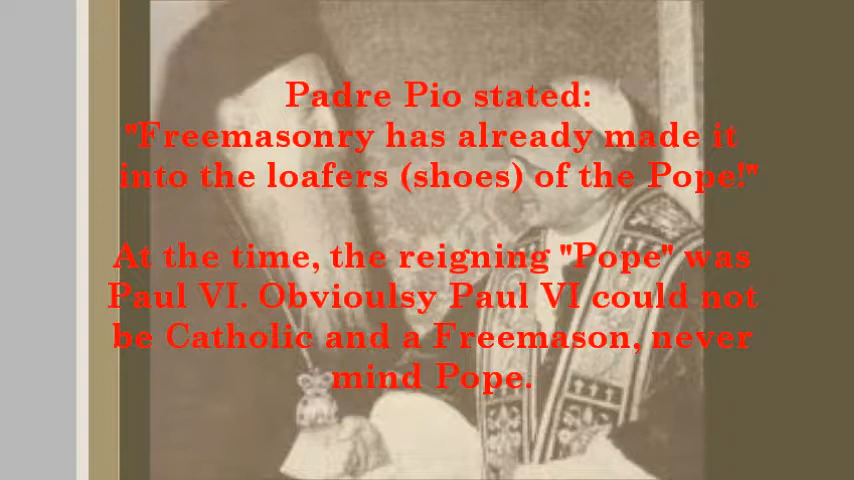 Padre Pio stated:
"Freemasonry has already made it
into the loafers (shoes) of the Pope!"
At the time, the reigning "Pope" was
Paul VI. Obvioulsy Paul VI could not
be Catholic and a Freemason, never
mind Pope.